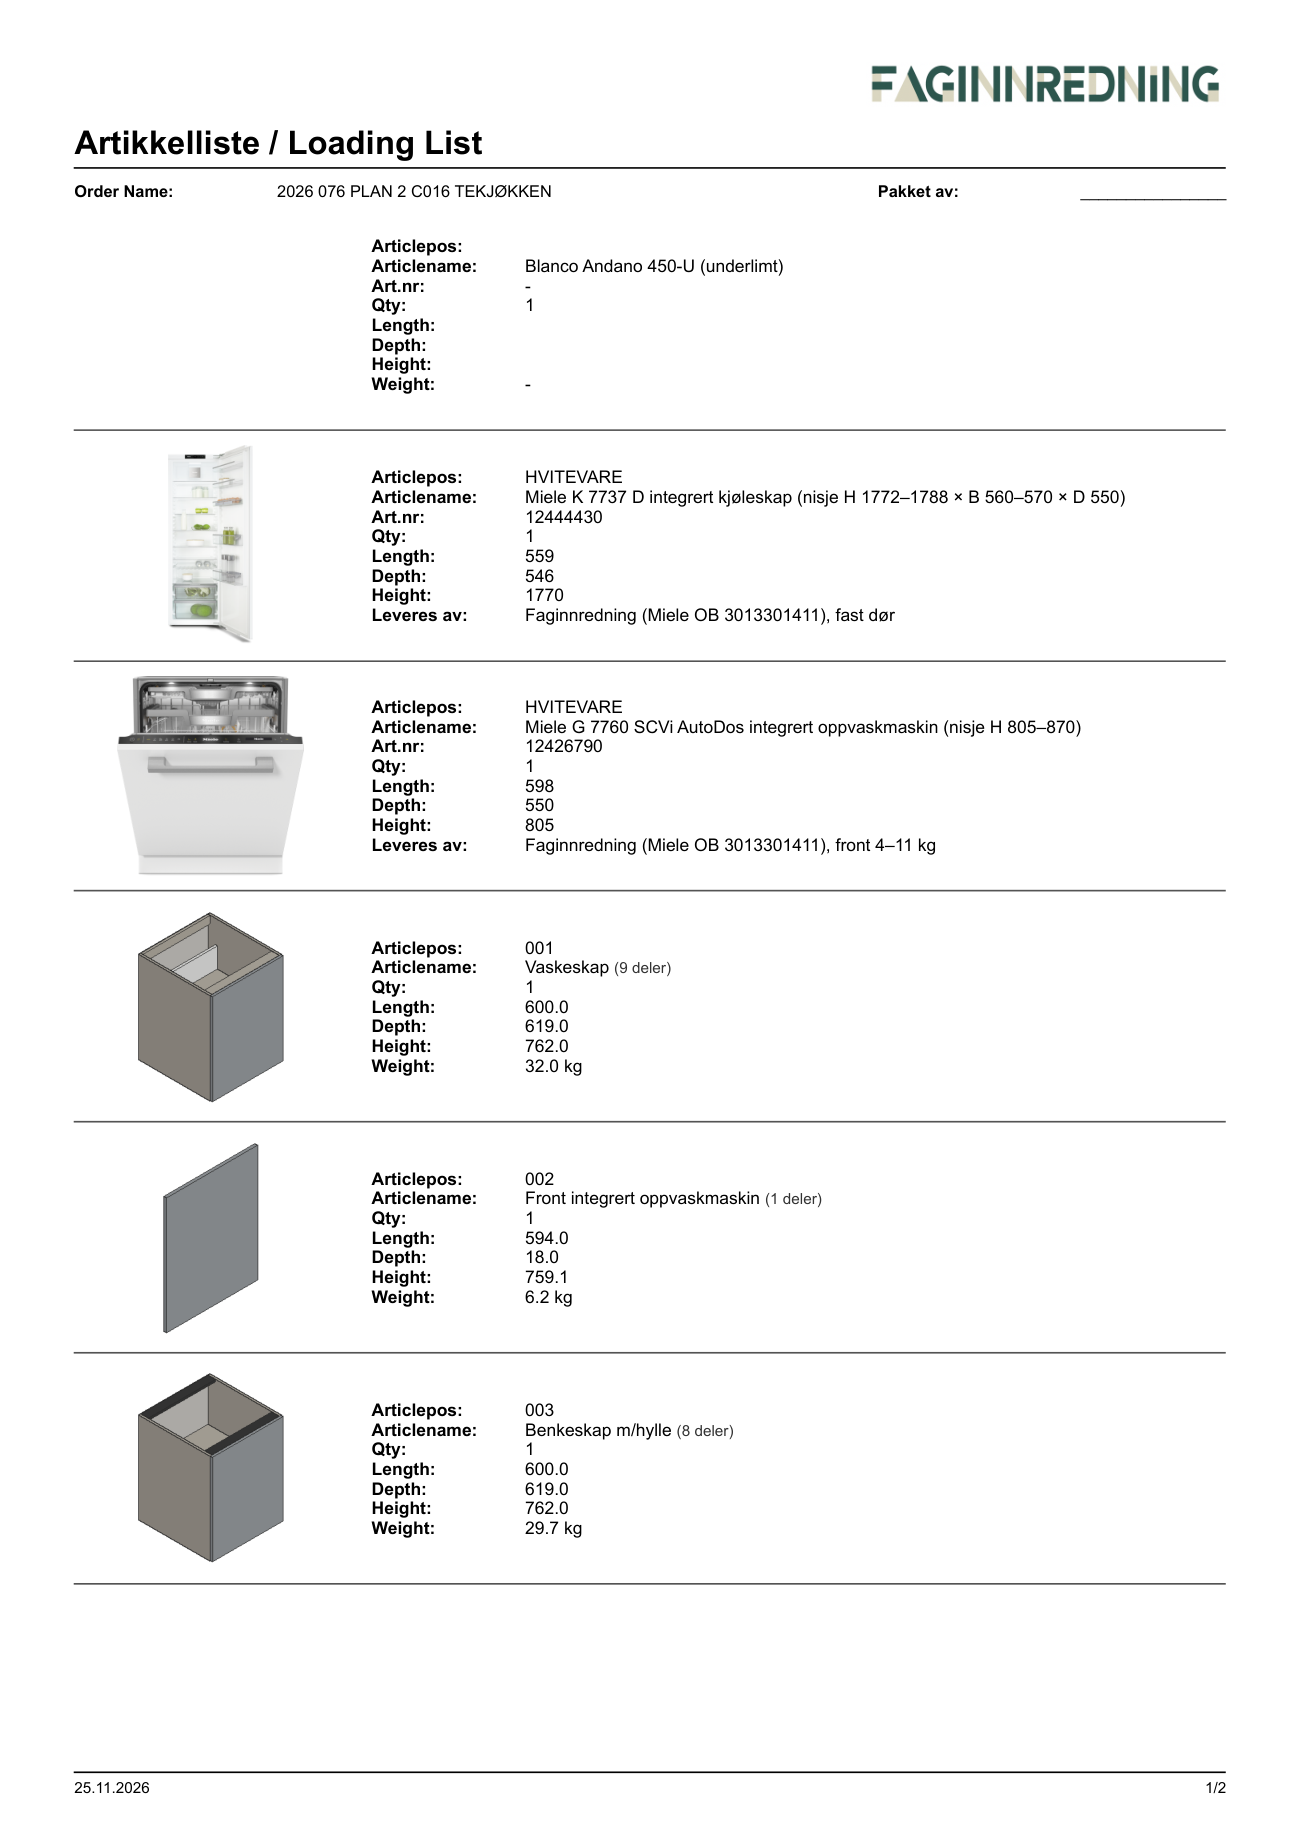 FAGINNREDNING
Artikkelliste / Loading List
Order Name: 2026 076 PLAN 2 C016 TEKJØKKEN Pakket av: ________________
Articlepos:
Articlename: Blanco Andano 450-U (underlimt)
Art.nr: -
Qty: 1
Length:
Depth:
Height:
Weight: -
Articlepos: HVITEVARE
Articlename: Miele K 7737 D integrert kjøleskap (nisje H 1772–1788 × B 560–570 × D 550)
Art.nr: 12444430
Qty: 1
Length: 559
Depth: 546
Height: 1770
Leveres av: Faginnredning (Miele OB 3013301411), fast dør
Articlepos: HVITEVARE
Articlename: Miele G 7760 SCVi AutoDos integrert oppvaskmaskin (nisje H 805–870)
Art.nr: 12426790
Qty: 1
Length: 598
Depth: 550
Height: 805
Leveres av: Faginnredning (Miele OB 3013301411), front 4–11 kg
Articlepos: 001
Articlename: Vaskeskap (9 deler)
Qty: 1
Length: 600.0
Depth: 619.0
Height: 762.0
Weight: 32.0 kg
Articlepos: 002
Articlename: Front integrert oppvaskmaskin (1 deler)
Qty: 1
Length: 594.0
Depth: 18.0
Height: 759.1
Weight: 6.2 kg
Articlepos: 003
Articlename: Benkeskap m/hylle (8 deler)
Qty: 1
Length: 600.0
Depth: 619.0
Height: 762.0
Weight: 29.7 kg
25.11.2026 1/2